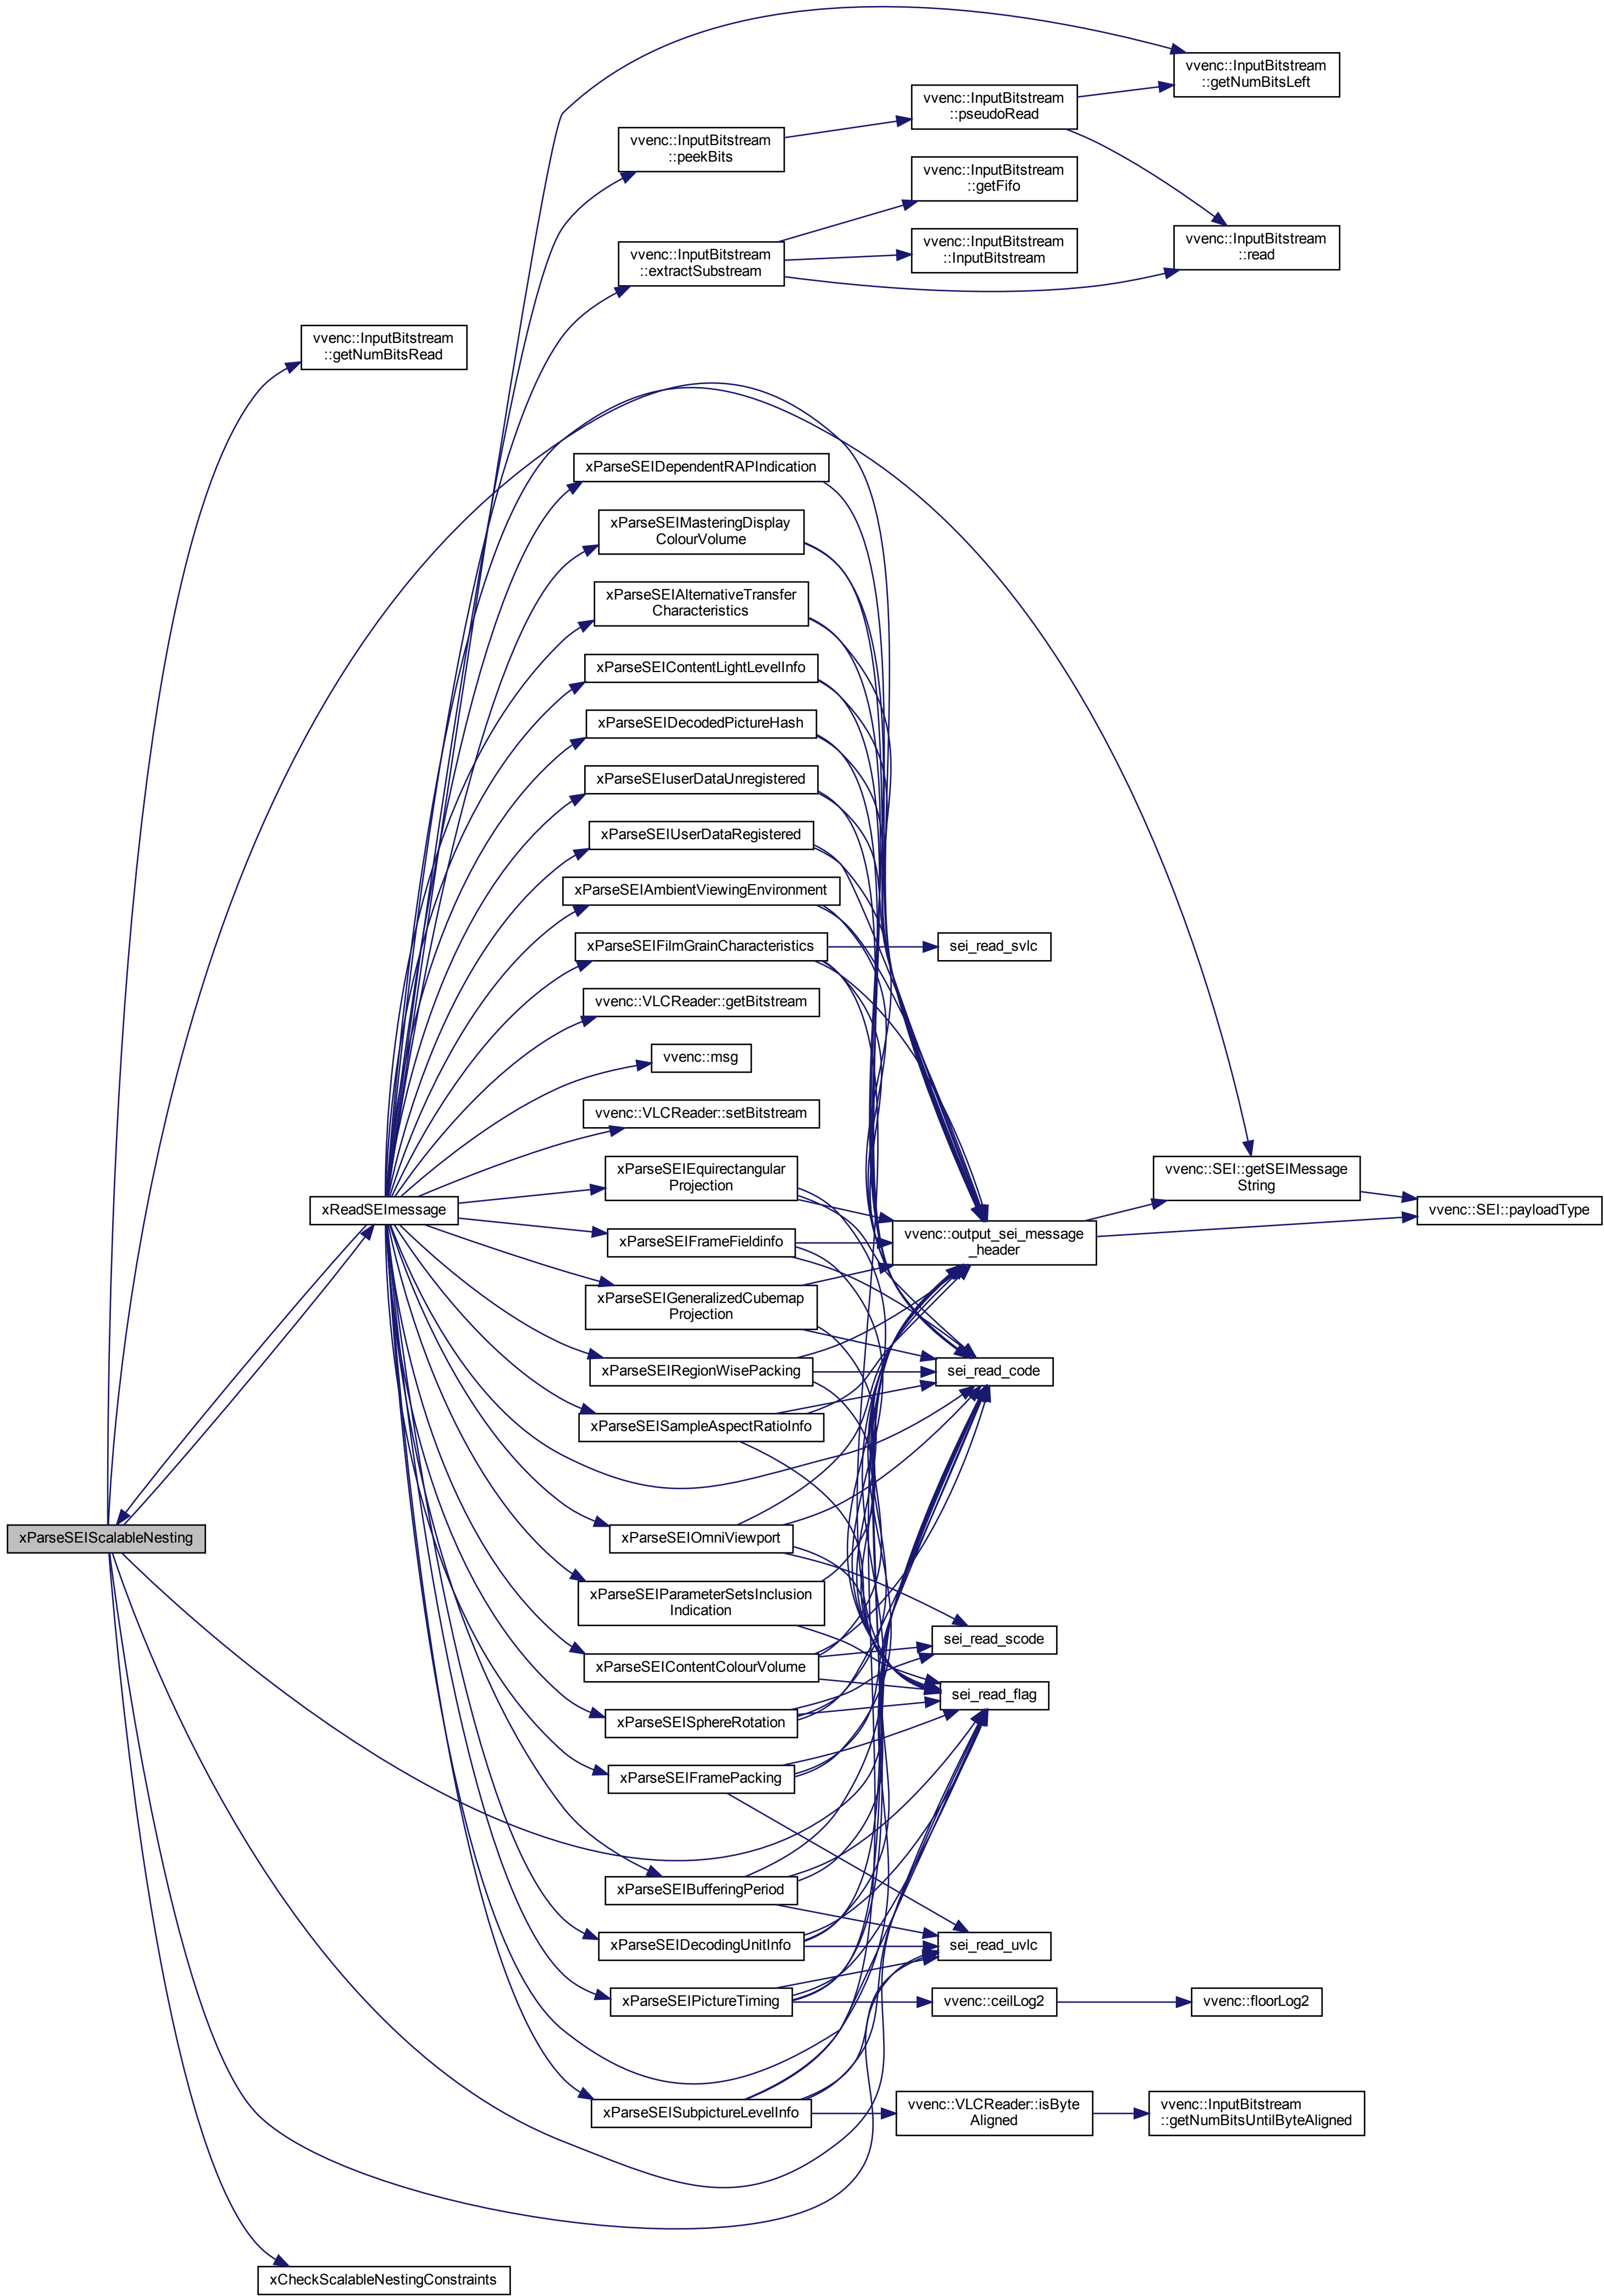 vvenc::InputBitstream
::getNumBitsLeft
vvenc::InputBitstream
::pseudoRead
vvenc::InputBitstream
::peekBits
vvenc::InputBitstream
::getFifo
vvenc::InputBitstream
::InputBitstream
vvenc::InputBitstream
::read
vvenc::InputBitstream
::extractSubstream
vvenc::InputBitstream
::getNumBitsRead
xParseSEIDependentRAPIndication
xParseSEIMasteringDisplay
ColourVolume
xParseSEIAlternativeTransfer
Characteristics
xParseSEIContentLightLevelInfo
xParseSEIDecodedPictureHash
xParseSEIuserDataUnregistered
xParseSEIUserDataRegistered
xParseSEIAmbientViewingEnvironment
xParseSEIFilmGrainCharacteristics
sei_read_svlc
vvenc::VLCReader::getBitstream
vvenc::msg
vvenc::VLCReader::setBitstream
xParseSEIEquirectangular
Projection
vvenc::SEI::getSEIMessage
String
xReadSEImessage
vvenc::SEI::payloadType
xParseSEIFrameFieldinfo
vvenc::output_sei_message
_header
xParseSEIGeneralizedCubemap
Projection
xParseSEIRegionWisePacking
sei_read_code
xParseSEISampleAspectRatioInfo
xParseSEIScalableNesting
xParseSEIOmniViewport
xParseSEIParameterSetsInclusion
Indication
sei_read_scode
xParseSEIContentColourVolume
sei_read_flag
xParseSEISphereRotation
xParseSEIFramePacking
xParseSEIBufferingPeriod
xParseSEIDecodingUnitInfo
sei_read_uvlc
xParseSEIPictureTiming
vvenc::ceilLog2
vvenc::floorLog2
xParseSEISubpictureLevelInfo
vvenc::VLCReader::isByte
Aligned
vvenc::InputBitstream
::getNumBitsUntilByteAligned
xCheckScalableNestingConstraints